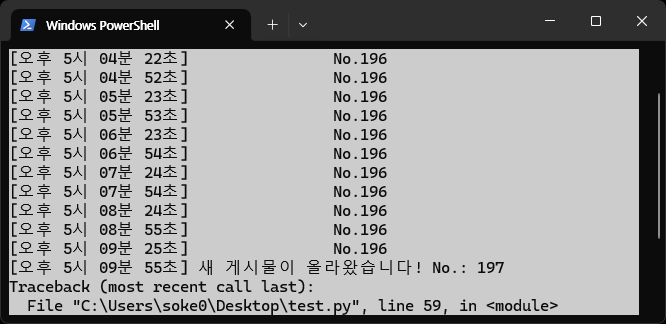 Windows PowerShell
[오후 5시 04분 22초] No.196
[오후 5시 04분 52초] No.196
[오후 5시 05분 23초] No.196
[오후 5시 05분 53초] No.196
[오후 5시 06분 23초] No.196
[오후 5시 06분 54초] No.196
[오후 5시 07분 24초] No.196
[오후 5시 07분 54초] No.196
[오후 5시 08분 24초] No.196
[오후 5시 08분 55초] No.196
[오후 5시 09분 25초] No.196
[오후 5시 09분 55초] 새 게시물이 올라왔습니다! No.: 197
Traceback (most recent call last):
  File "C:\Users\soke0\Desktop\test.py", line 59, in <module>